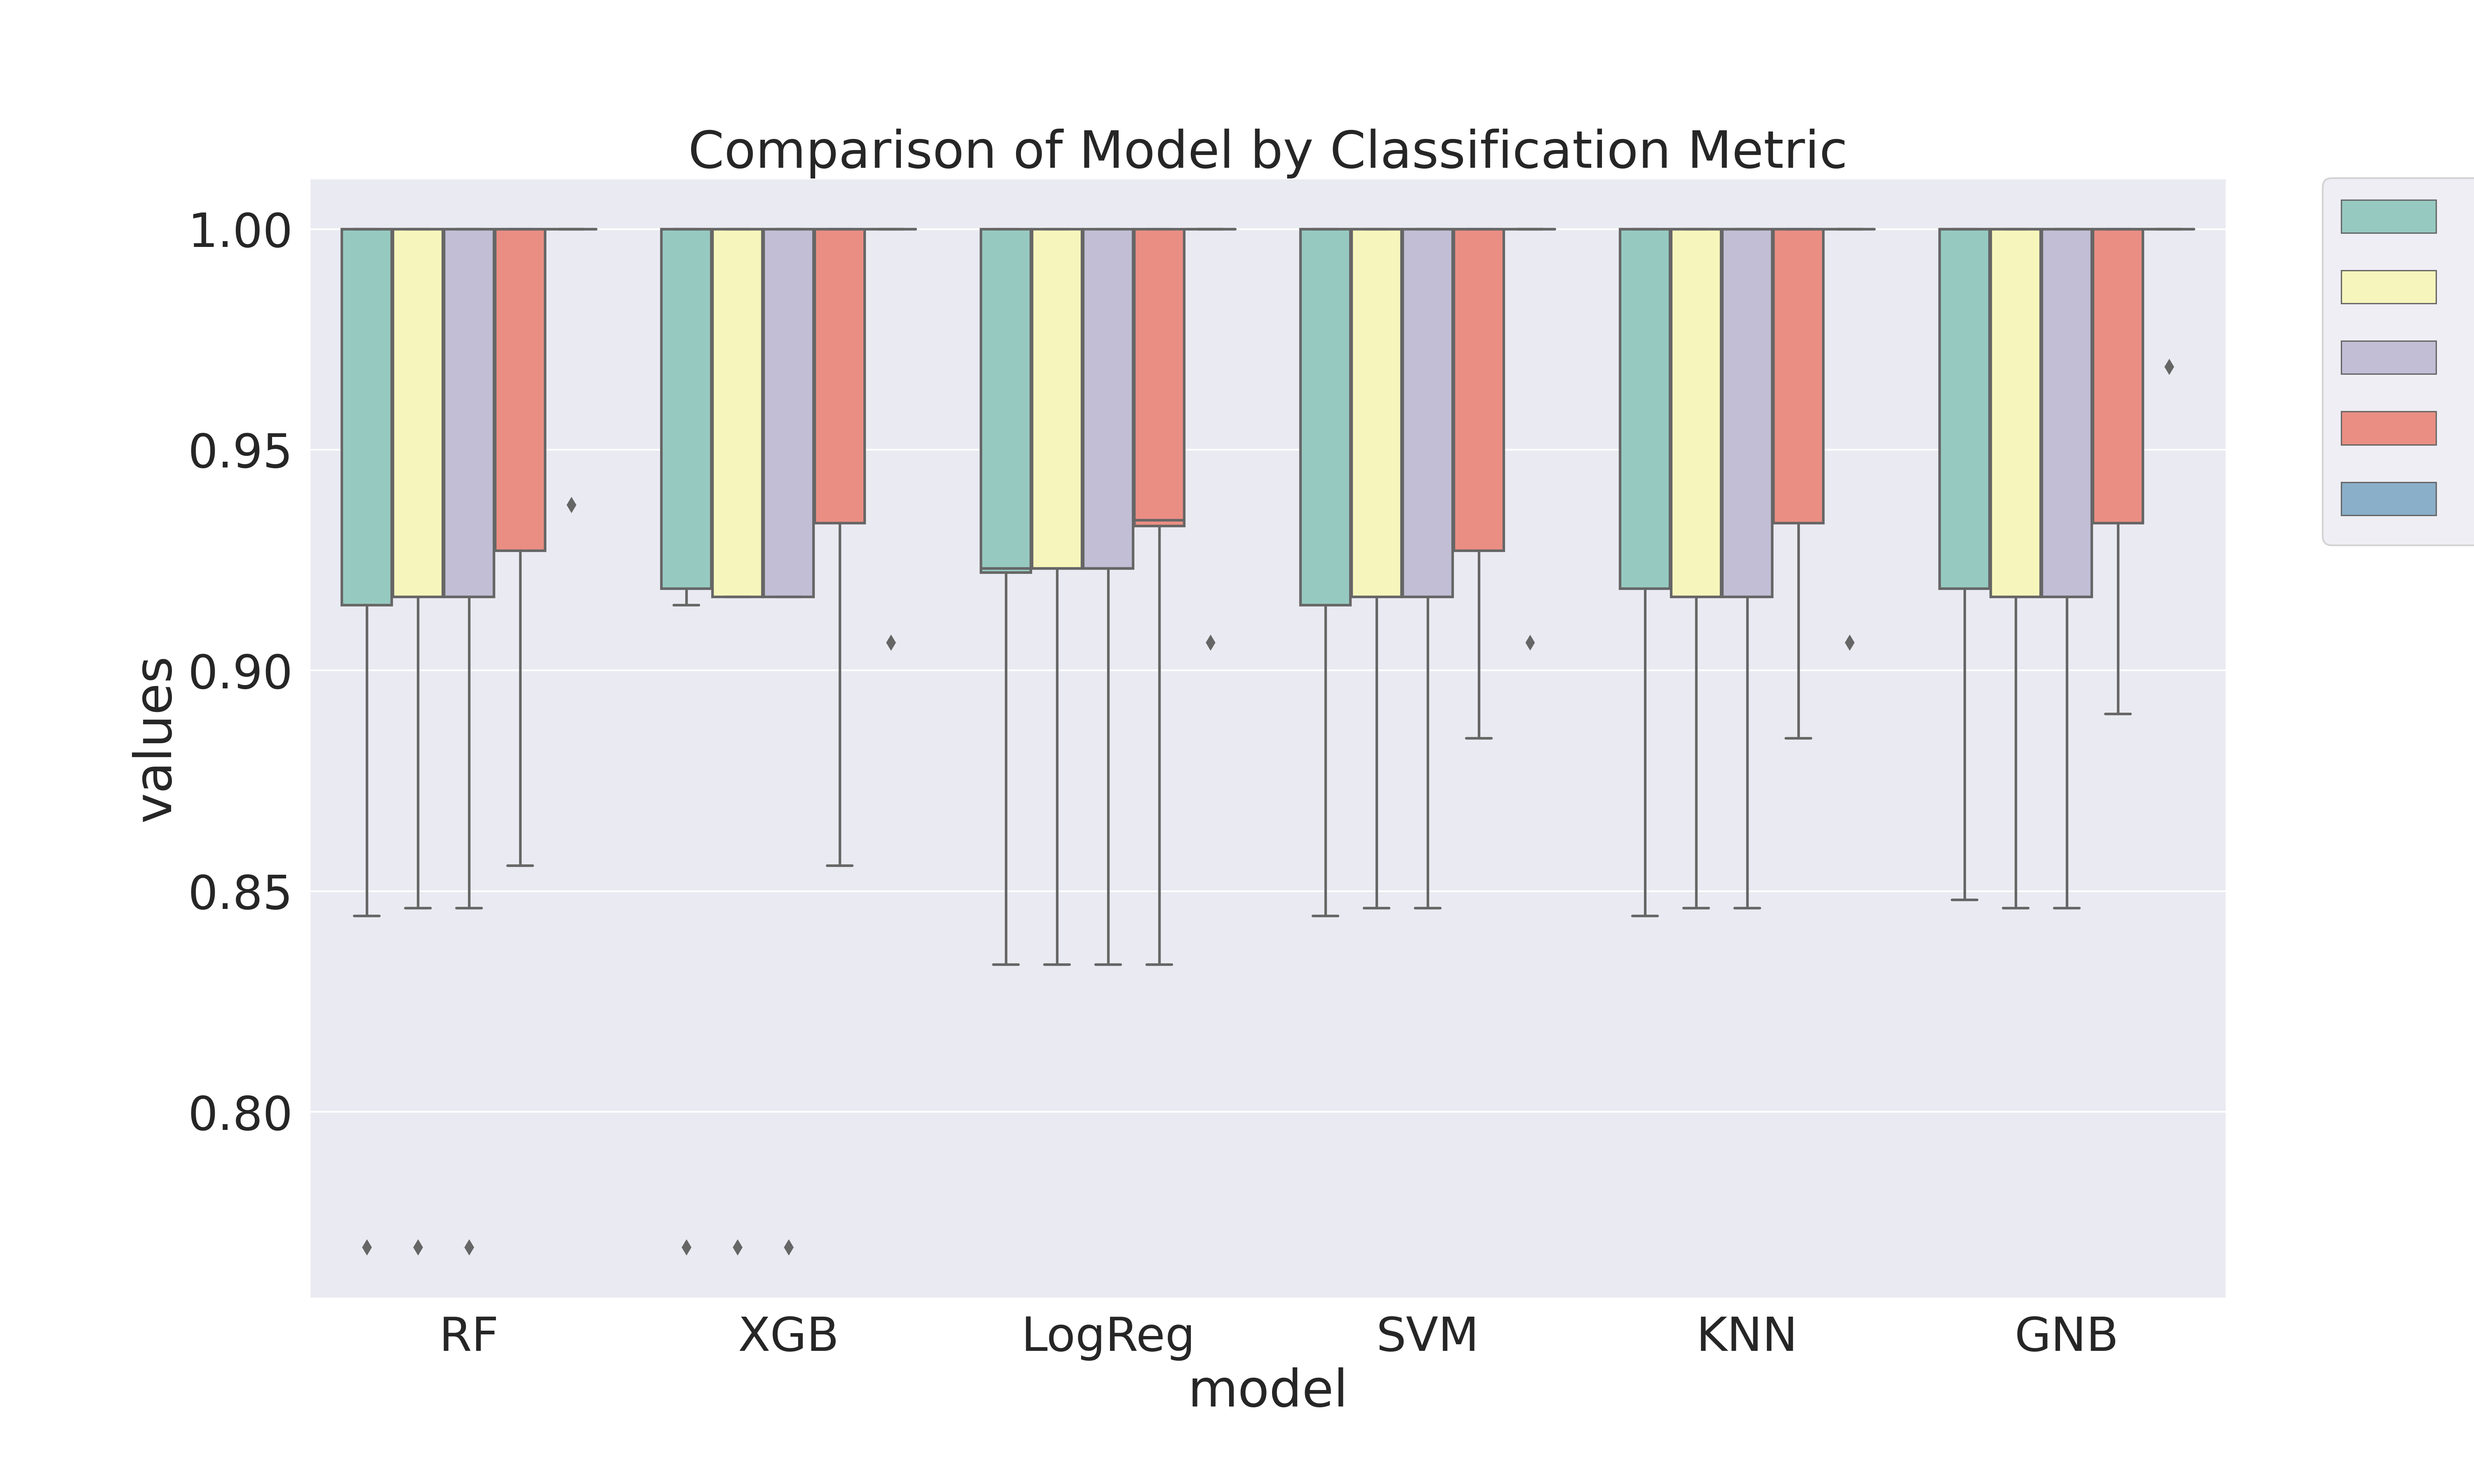 Comparison of Model by Classification Metric
1.00
0.95
0.90
0.85
0.80
values
RF XGB LogReg SVM KNN GNB
model